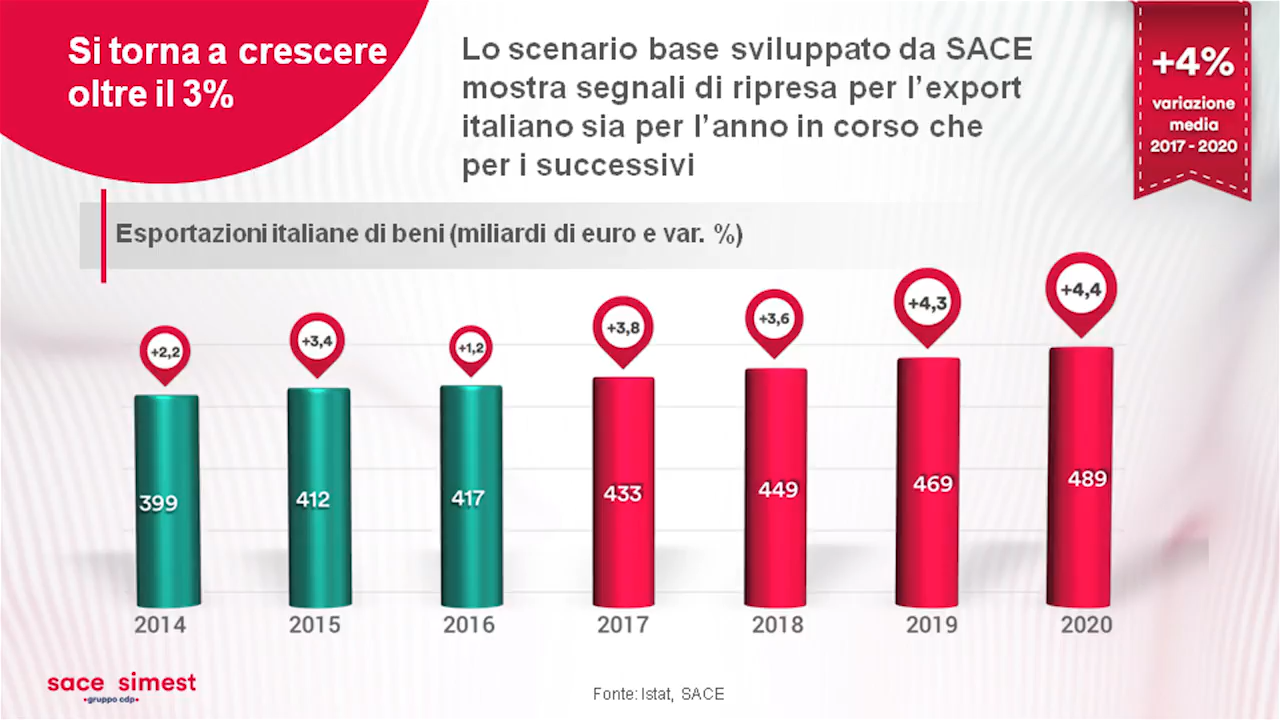 Si torna a crescere
oltre il 3%
Lo scenario base sviluppato da SACE
mostra segnali di ripresa per l’export
italiano sia per l’anno in corso che
per i successivi
+4%
variazione
media
2017 - 2020
Esportazioni italiane di beni (miliardi di euro e var. %)
+2,2
+3,4
+1,2
+3,8
+3,6
+4,3
+4,4
399
412
417
433
449
469
489
2014
2015
2016
2017
2018
2019
2020
sace simest
•gruppo cdp•
Fonte: Istat, SACE